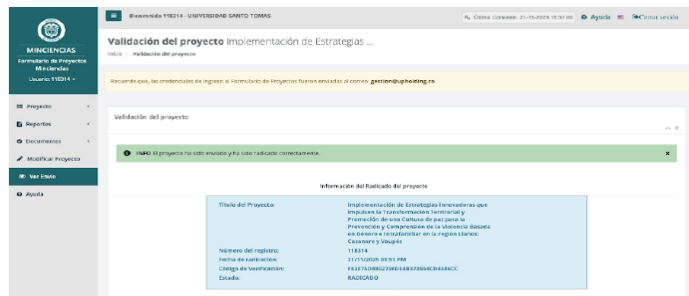 Bienvenido 118314 - UNIVERSIDAD SANTO TOMAS
Ayuda
Cerrar sesión
MINCIENCIAS
Formulario de Proyectos
Minciencias
Usuario: 118314
Validación del proyecto Implementación de Estrategias ...
Inicio / Validación del proyecto
Recuerde que, las credenciales de ingreso al Formulario de Proyectos fueron enviadas al correo: gestion@upholding.co
Proyecto
Reportes
Documentos
Modificar Proyecto
Ver Envio
Ayuda
Validación del proyecto
INFO El proyecto ha sido enviado y ha sido radicado correctamente.
Información del Radicado del proyecto
Título del Proyecto: Implementación de Estrategias Innovadoras que
impulsen la Transformación Territorial y
Promoción de una Cultura de paz para la
Prevención y Comprensión de la Violencia Basada
en Género e Intrafamiliar en la región Llanos:
Casanare y Vaupés
Número del registro: 118314
Fecha de radicación:
Código de Verificación:
Estado: RADICADO